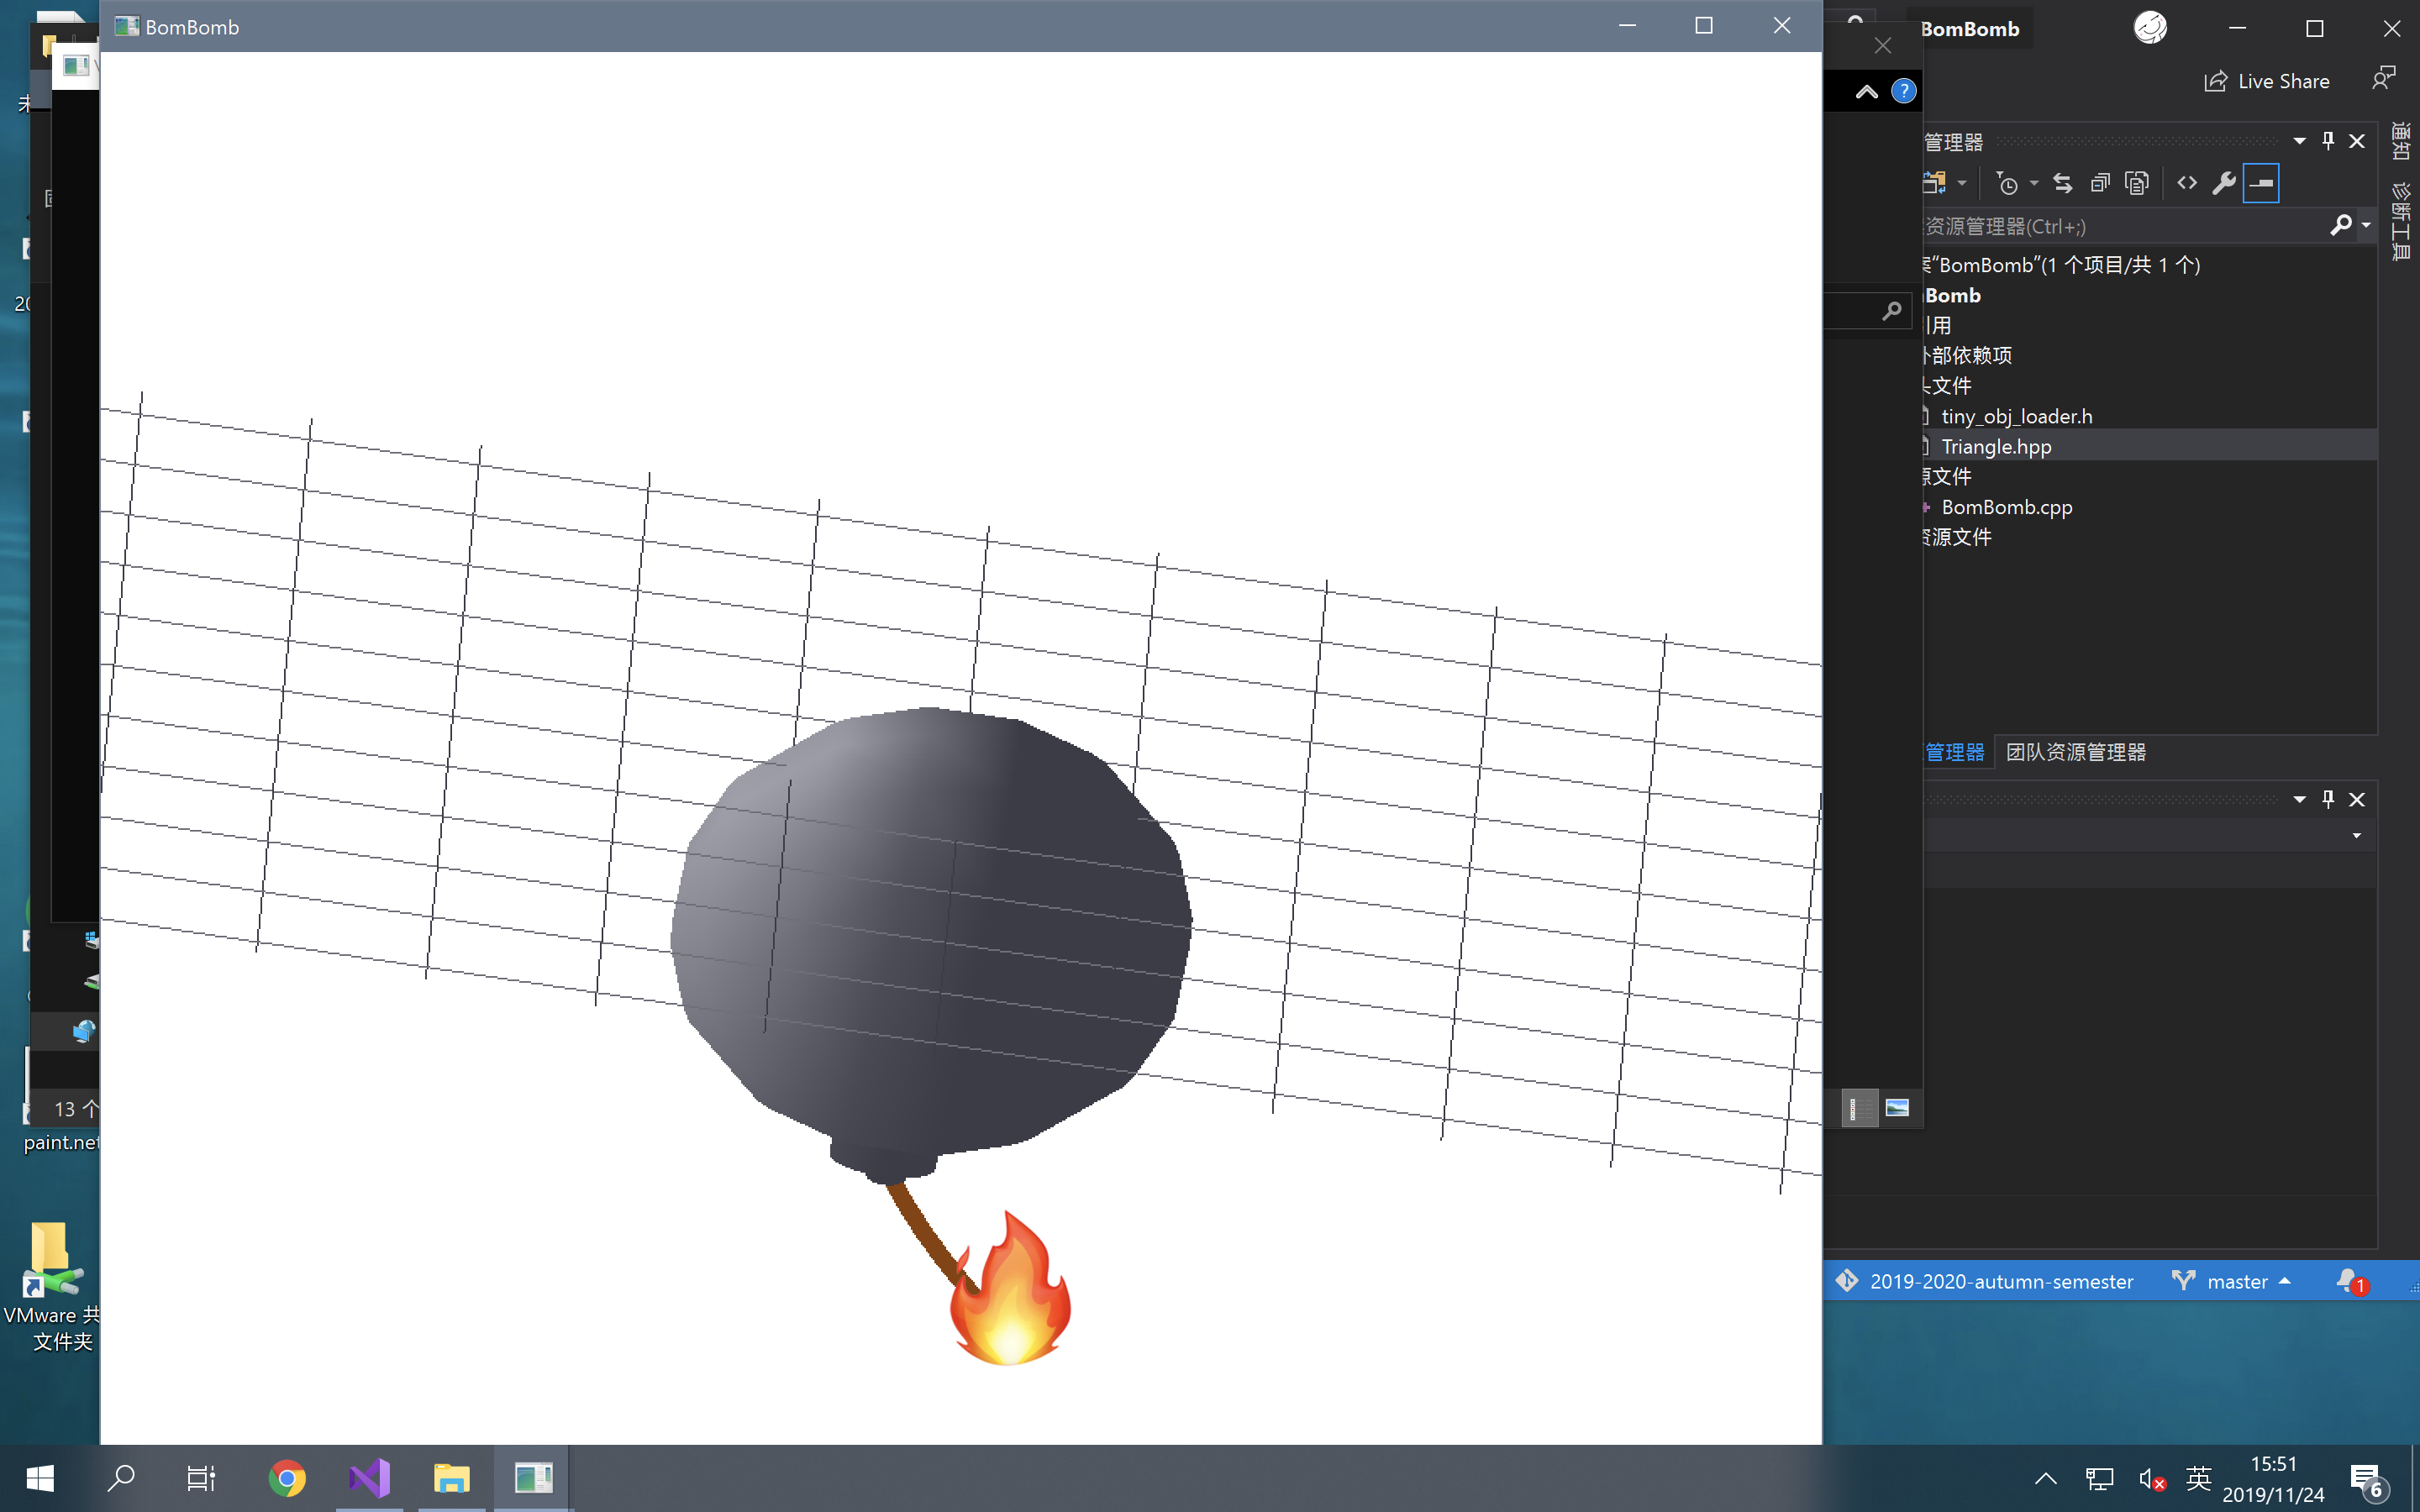 BomBomb
BomBomb
Live Share
管理器
资源管理器(Ctrl+;)
“BomBomb”(1 个项目/共 1 个)
Bomb
引用
外部依赖项
头文件
tiny_obj_loader.h
Triangle.hpp
源文件
BomBomb.cpp
资源文件
管理器
团队资源管理器
通知
诊断工具
20
13 个
paint.net
VMware 共
文件夹
2019-2020-autumn-semester
master
1
英
15:51
2019/11/24
6